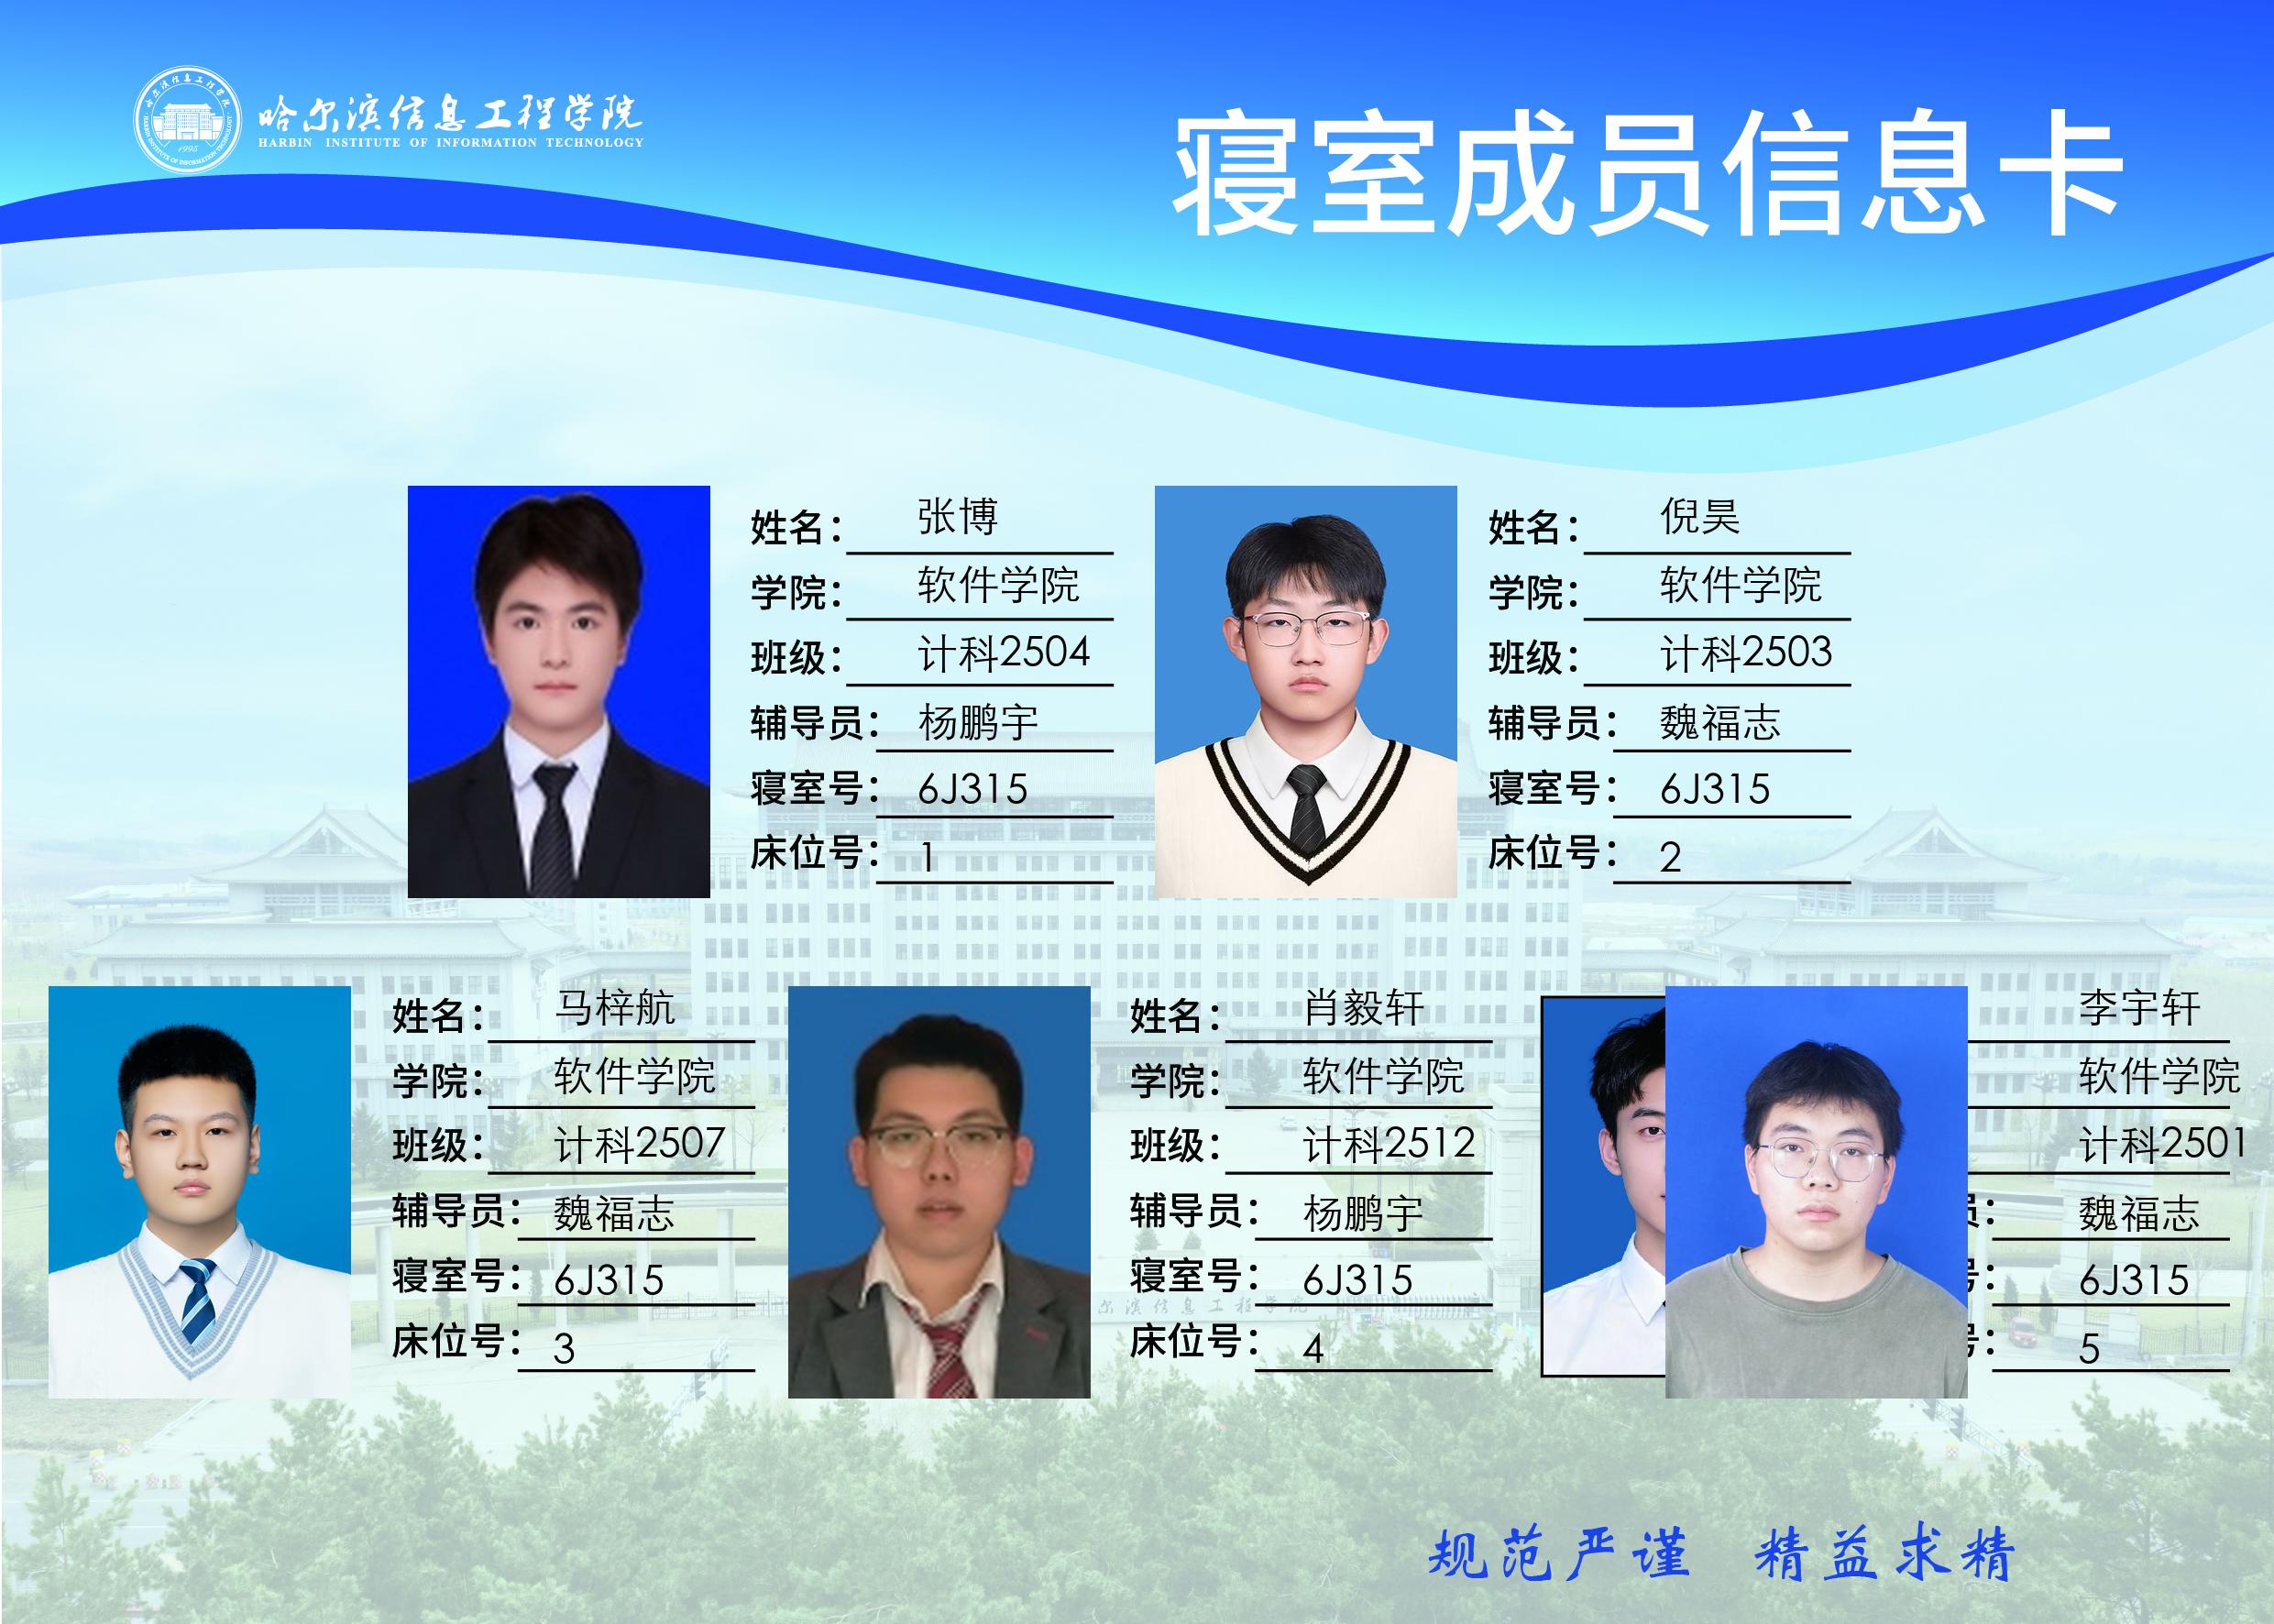 哈尔滨信息工程学院
HARBIN INSTITUTE OF INFORMATION TECHNOLOGY
1995
寝室成员信息卡
姓名： 张博
学院： 软件学院
班级： 计科2504
辅导员： 杨鹏宇
寝室号： 6J315
床位号： 1
姓名： 倪昊
学院： 软件学院
班级： 计科2503
辅导员： 魏福志
寝室号： 6J315
床位号： 2
姓名： 马梓航
学院： 软件学院
班级： 计科2507
辅导员： 魏福志
寝室号： 6J315
床位号： 3
姓名： 肖毅轩
学院： 软件学院
班级： 计科2512
辅导员： 杨鹏宇
寝室号： 6J315
床位号： 4
李宇轩
软件学院
计科2501
员： 魏福志
号： 6J315
号： 5
规范严谨 精益求精